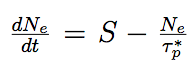 dN_e/dt = S − N_e/τ_p^*